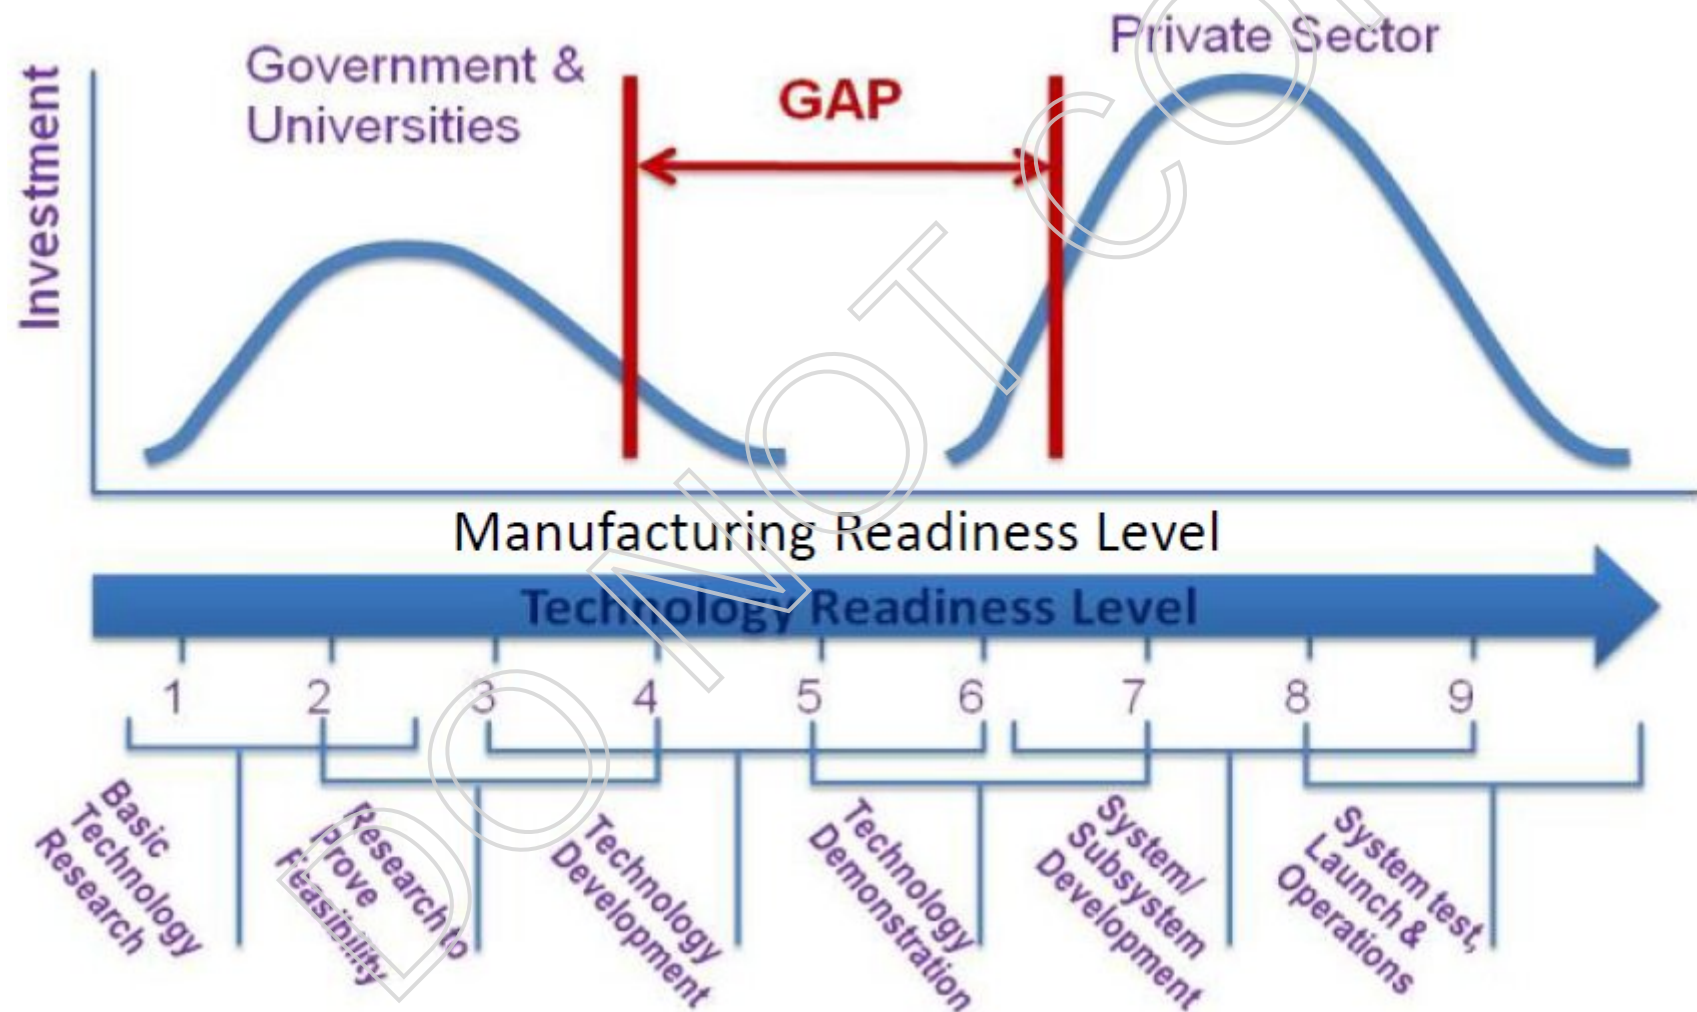 Government &
Universities
Private Sector
GAP
Investment
Manufacturing Readiness Level
Technology Readiness Level
1 2 3 4 5 6 7 8 9
Basic
Technology
Research
Research to
Prove
Feasibility
Technology
Development
Technology
Demonstration
System/
Subsystem
Development
System test,
Launch &
Operations
DO NOT CO